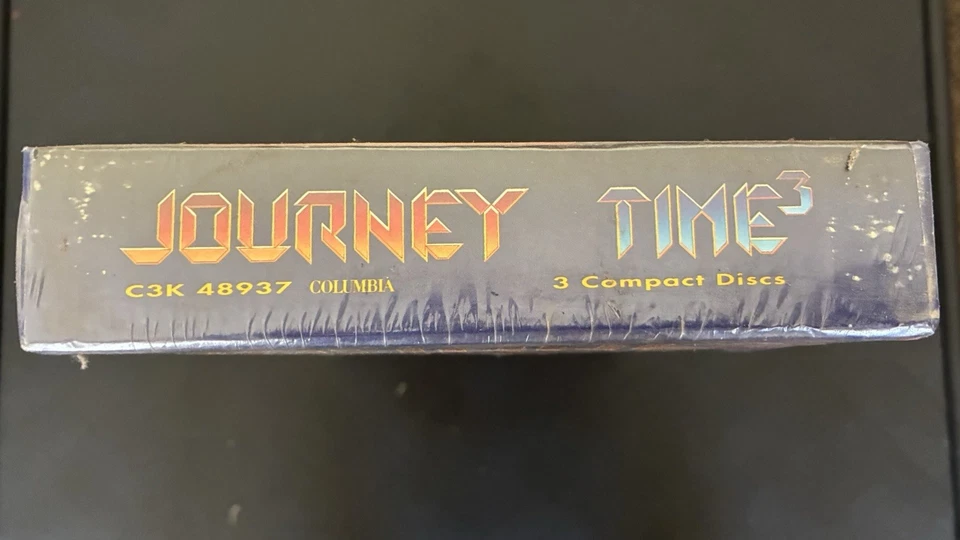 JOURNEY TIME³
C3K 48937 COLUMBIA 3 Compact Discs